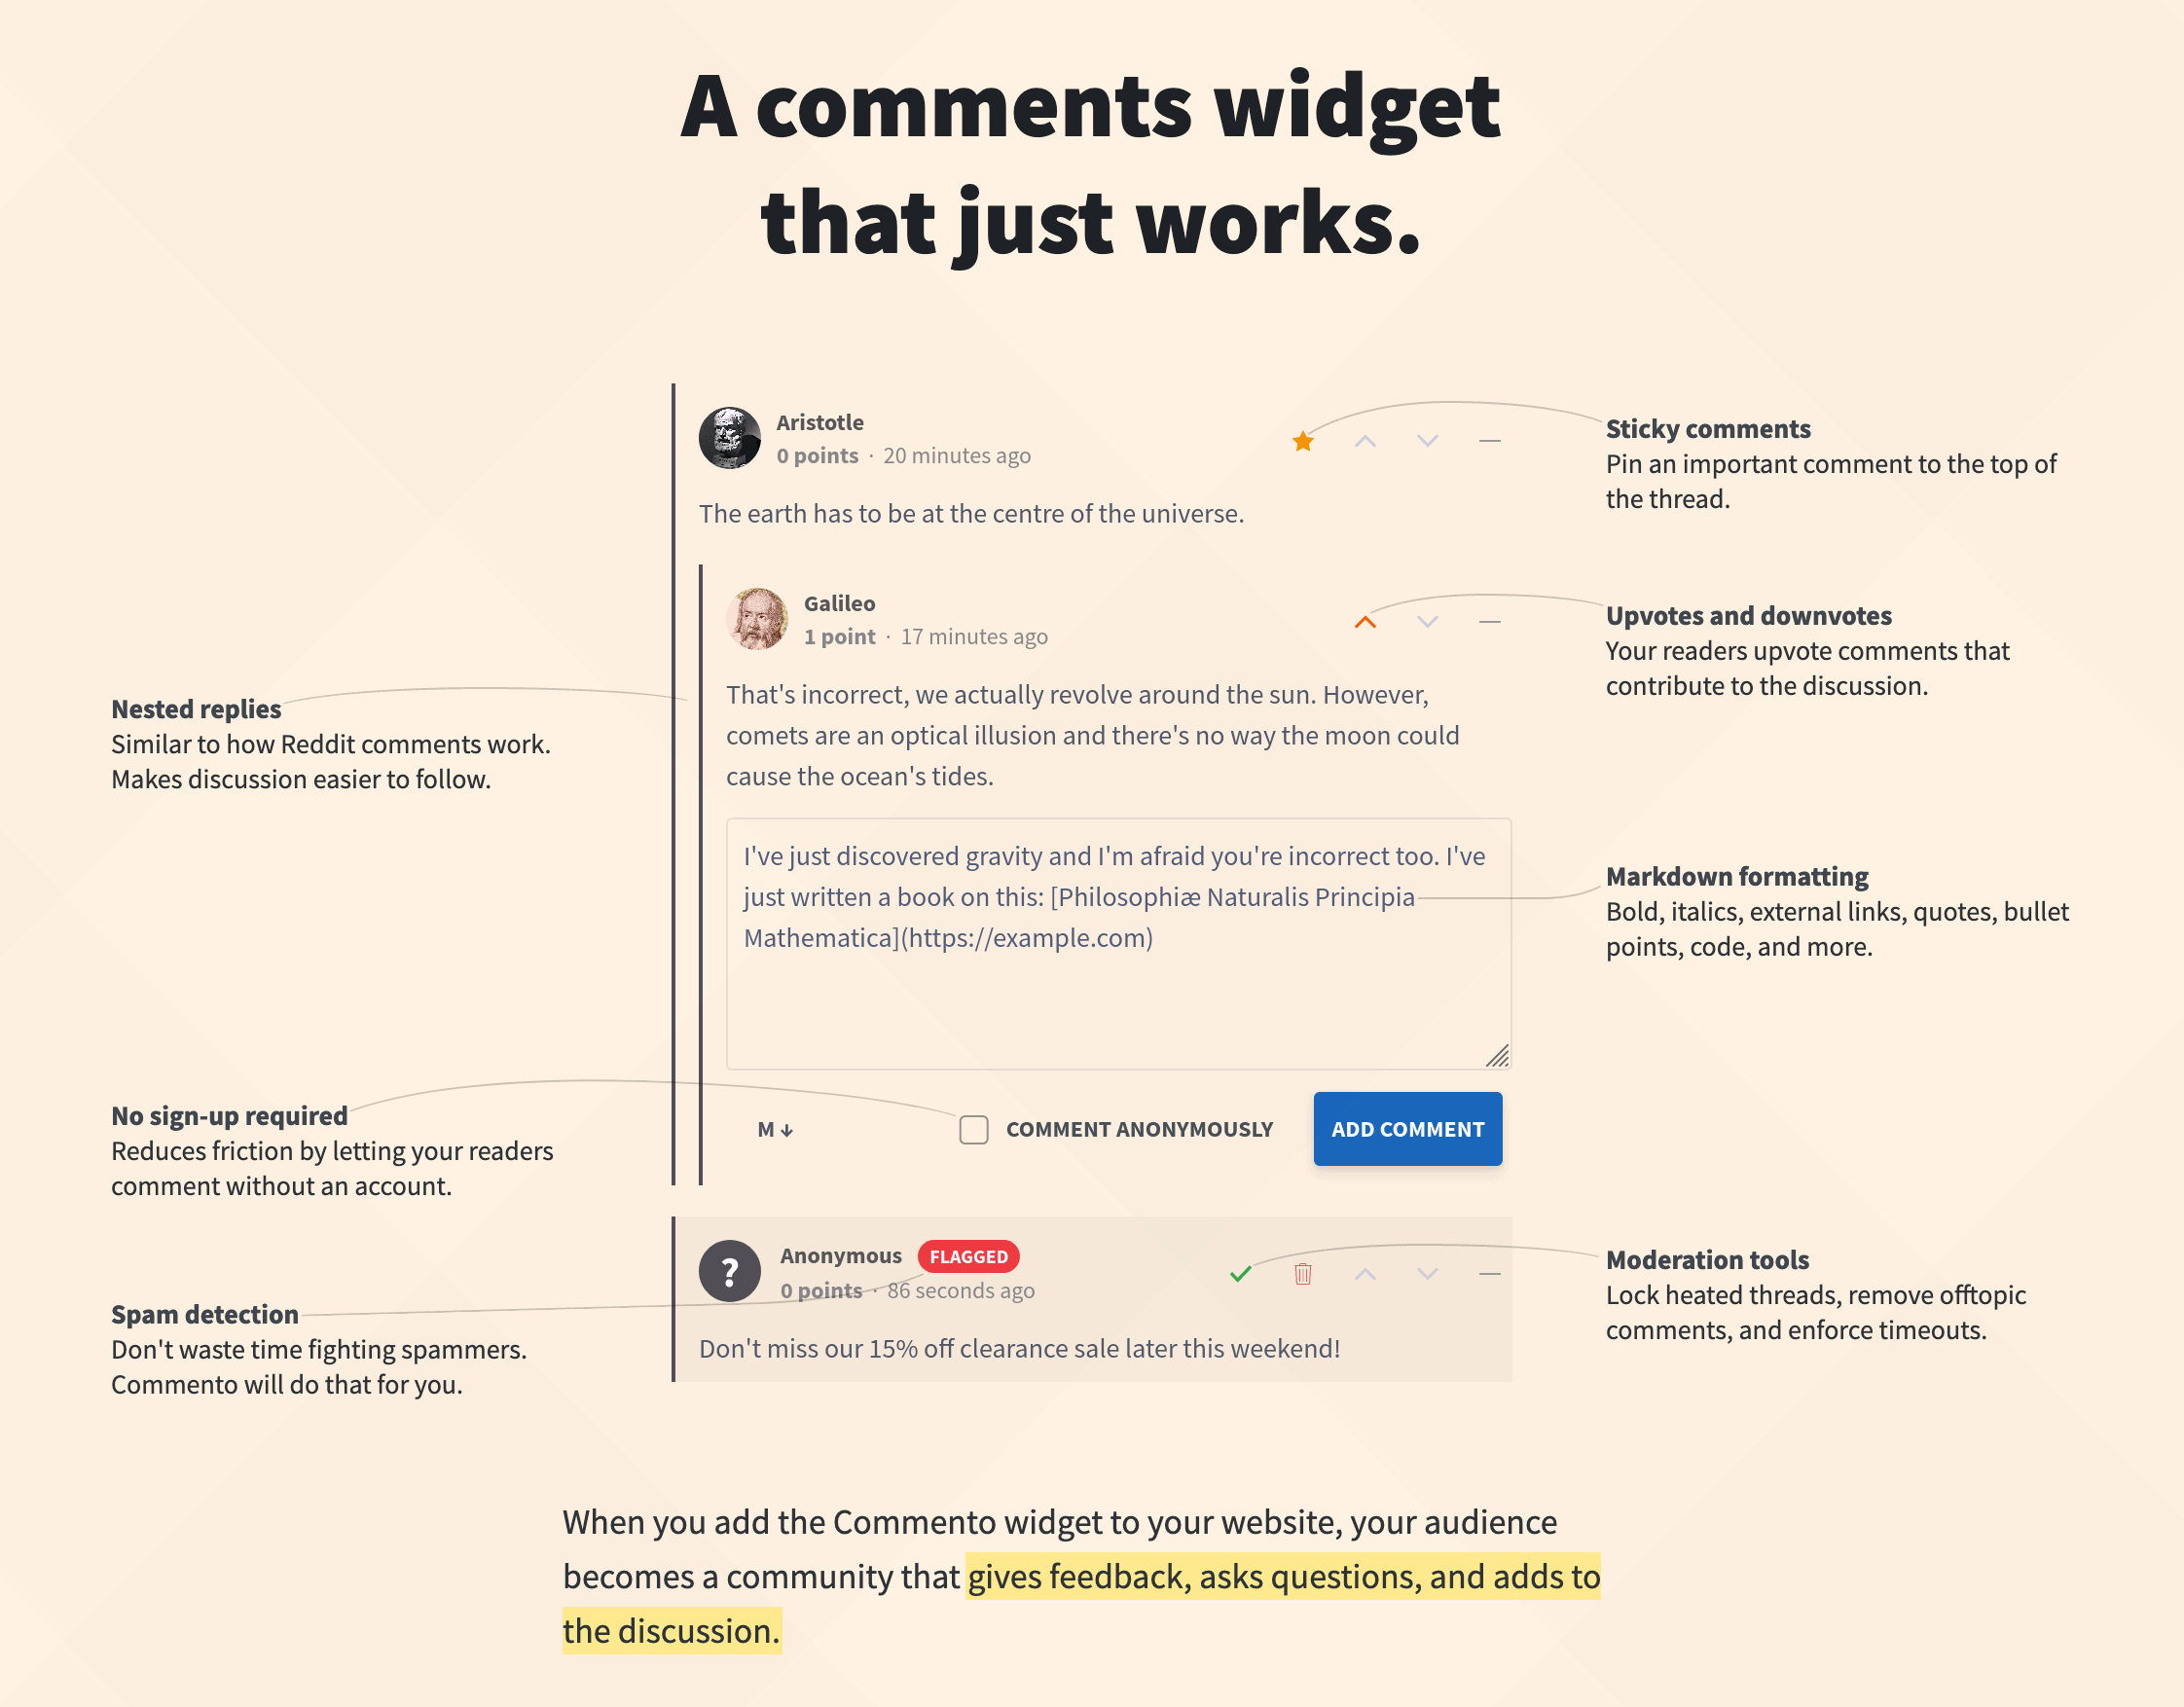 A comments widget
that just works.
Aristotle
0 points · 20 minutes ago
The earth has to be at the centre of the universe.
Sticky comments
Pin an important comment to the top of
the thread.
Galileo
1 point · 17 minutes ago
That's incorrect, we actually revolve around the sun. However,
comets are an optical illusion and there's no way the moon could
cause the ocean's tides.
Upvotes and downvotes
Your readers upvote comments that
contribute to the discussion.
Nested replies
Similar to how Reddit comments work.
Makes discussion easier to follow.
I've just discovered gravity and I'm afraid you're incorrect too. I've
just written a book on this: [Philosophiæ Naturalis Principia
Mathematica](https://example.com)
Markdown formatting
Bold, italics, external links, quotes, bullet
points, code, and more.
No sign-up required
Reduces friction by letting your readers
comment without an account.
M ↓
COMMENT ANONYMOUSLY
ADD COMMENT
?
Anonymous FLAGGED
0 points · 86 seconds ago
Don't miss our 15% off clearance sale later this weekend!
Moderation tools
Lock heated threads, remove offtopic
comments, and enforce timeouts.
Spam detection
Don't waste time fighting spammers.
Commento will do that for you.
When you add the Commento widget to your website, your audience
becomes a community that gives feedback, asks questions, and adds to
the discussion.